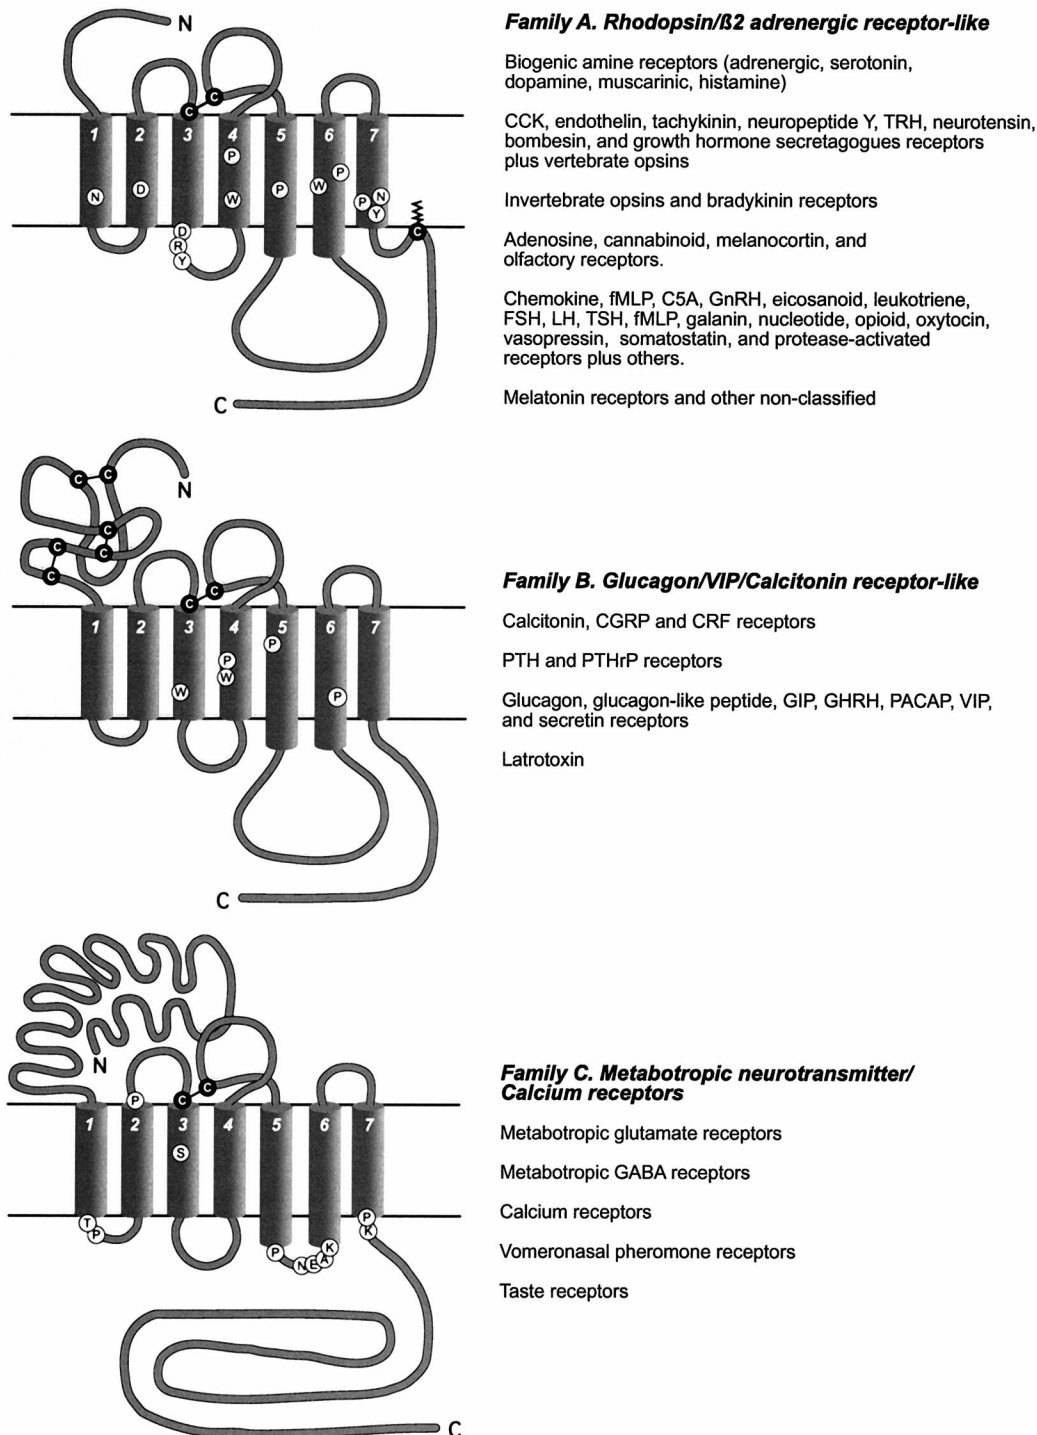 N
C C
1 2 3 4 5 6 7
P
P
W
N D W P P N
Y
D
R
Y
C
C
Family A. Rhodopsin/ß2 adrenergic receptor-like
Biogenic amine receptors (adrenergic, serotonin,
dopamine, muscarinic, histamine)
CCK, endothelin, tachykinin, neuropeptide Y, TRH, neurotensin,
bombesin, and growth hormone secretagogues receptors
plus vertebrate opsins
Invertebrate opsins and bradykinin receptors
Adenosine, cannabinoid, melanocortin, and
olfactory receptors.
Chemokine, fMLP, C5A, GnRH, eicosanoid, leukotriene,
FSH, LH, TSH, fMLP, galanin, nucleotide, opioid, oxytocin,
vasopressin, somatostatin, and protease-activated
receptors plus others.
Melatonin receptors and other non-classified
C C
N
C
C
C
C
C C
1 2 3 4 5 6 7
P
P
W
W
P
C
Family B. Glucagon/VIP/Calcitonin receptor-like
Calcitonin, CGRP and CRF receptors
PTH and PTHrP receptors
Glucagon, glucagon-like peptide, GIP, GHRH, PACAP, VIP,
and secretin receptors
Latrotoxin
N
P C C
1 2 3 4 5 6 7
S
T
P
P N E A K
P
K
C
Family C. Metabotropic neurotransmitter/
Calcium receptors
Metabotropic glutamate receptors
Metabotropic GABA receptors
Calcium receptors
Vomeronasal pheromone receptors
Taste receptors